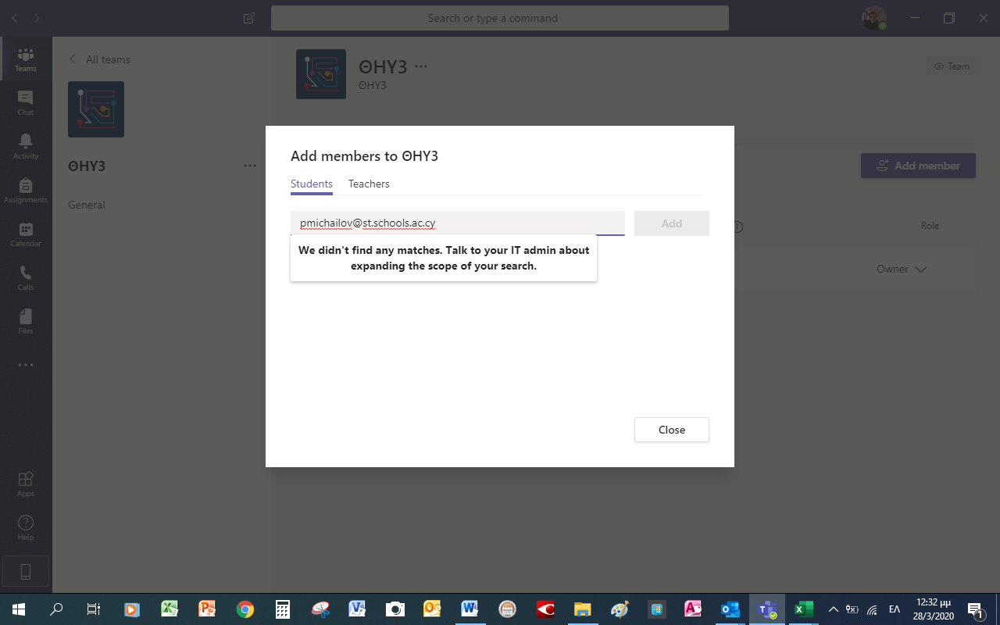 Search or type a command
Teams
Chat
Activity
Assignments
Calendar
Calls
Files
Apps
Help
All teams
ΘΗΥ3
General
ΘΗΥ3
ΘΗΥ3
Team
Add member
Role
Owner
Add members to ΘΗΥ3
Students Teachers
pmichailov@st.schools.ac.cy
Add
We didn't find any matches. Talk to your IT admin about
expanding the scope of your search.
Close
ΕΛ
12:32 μμ
28/3/2020
1